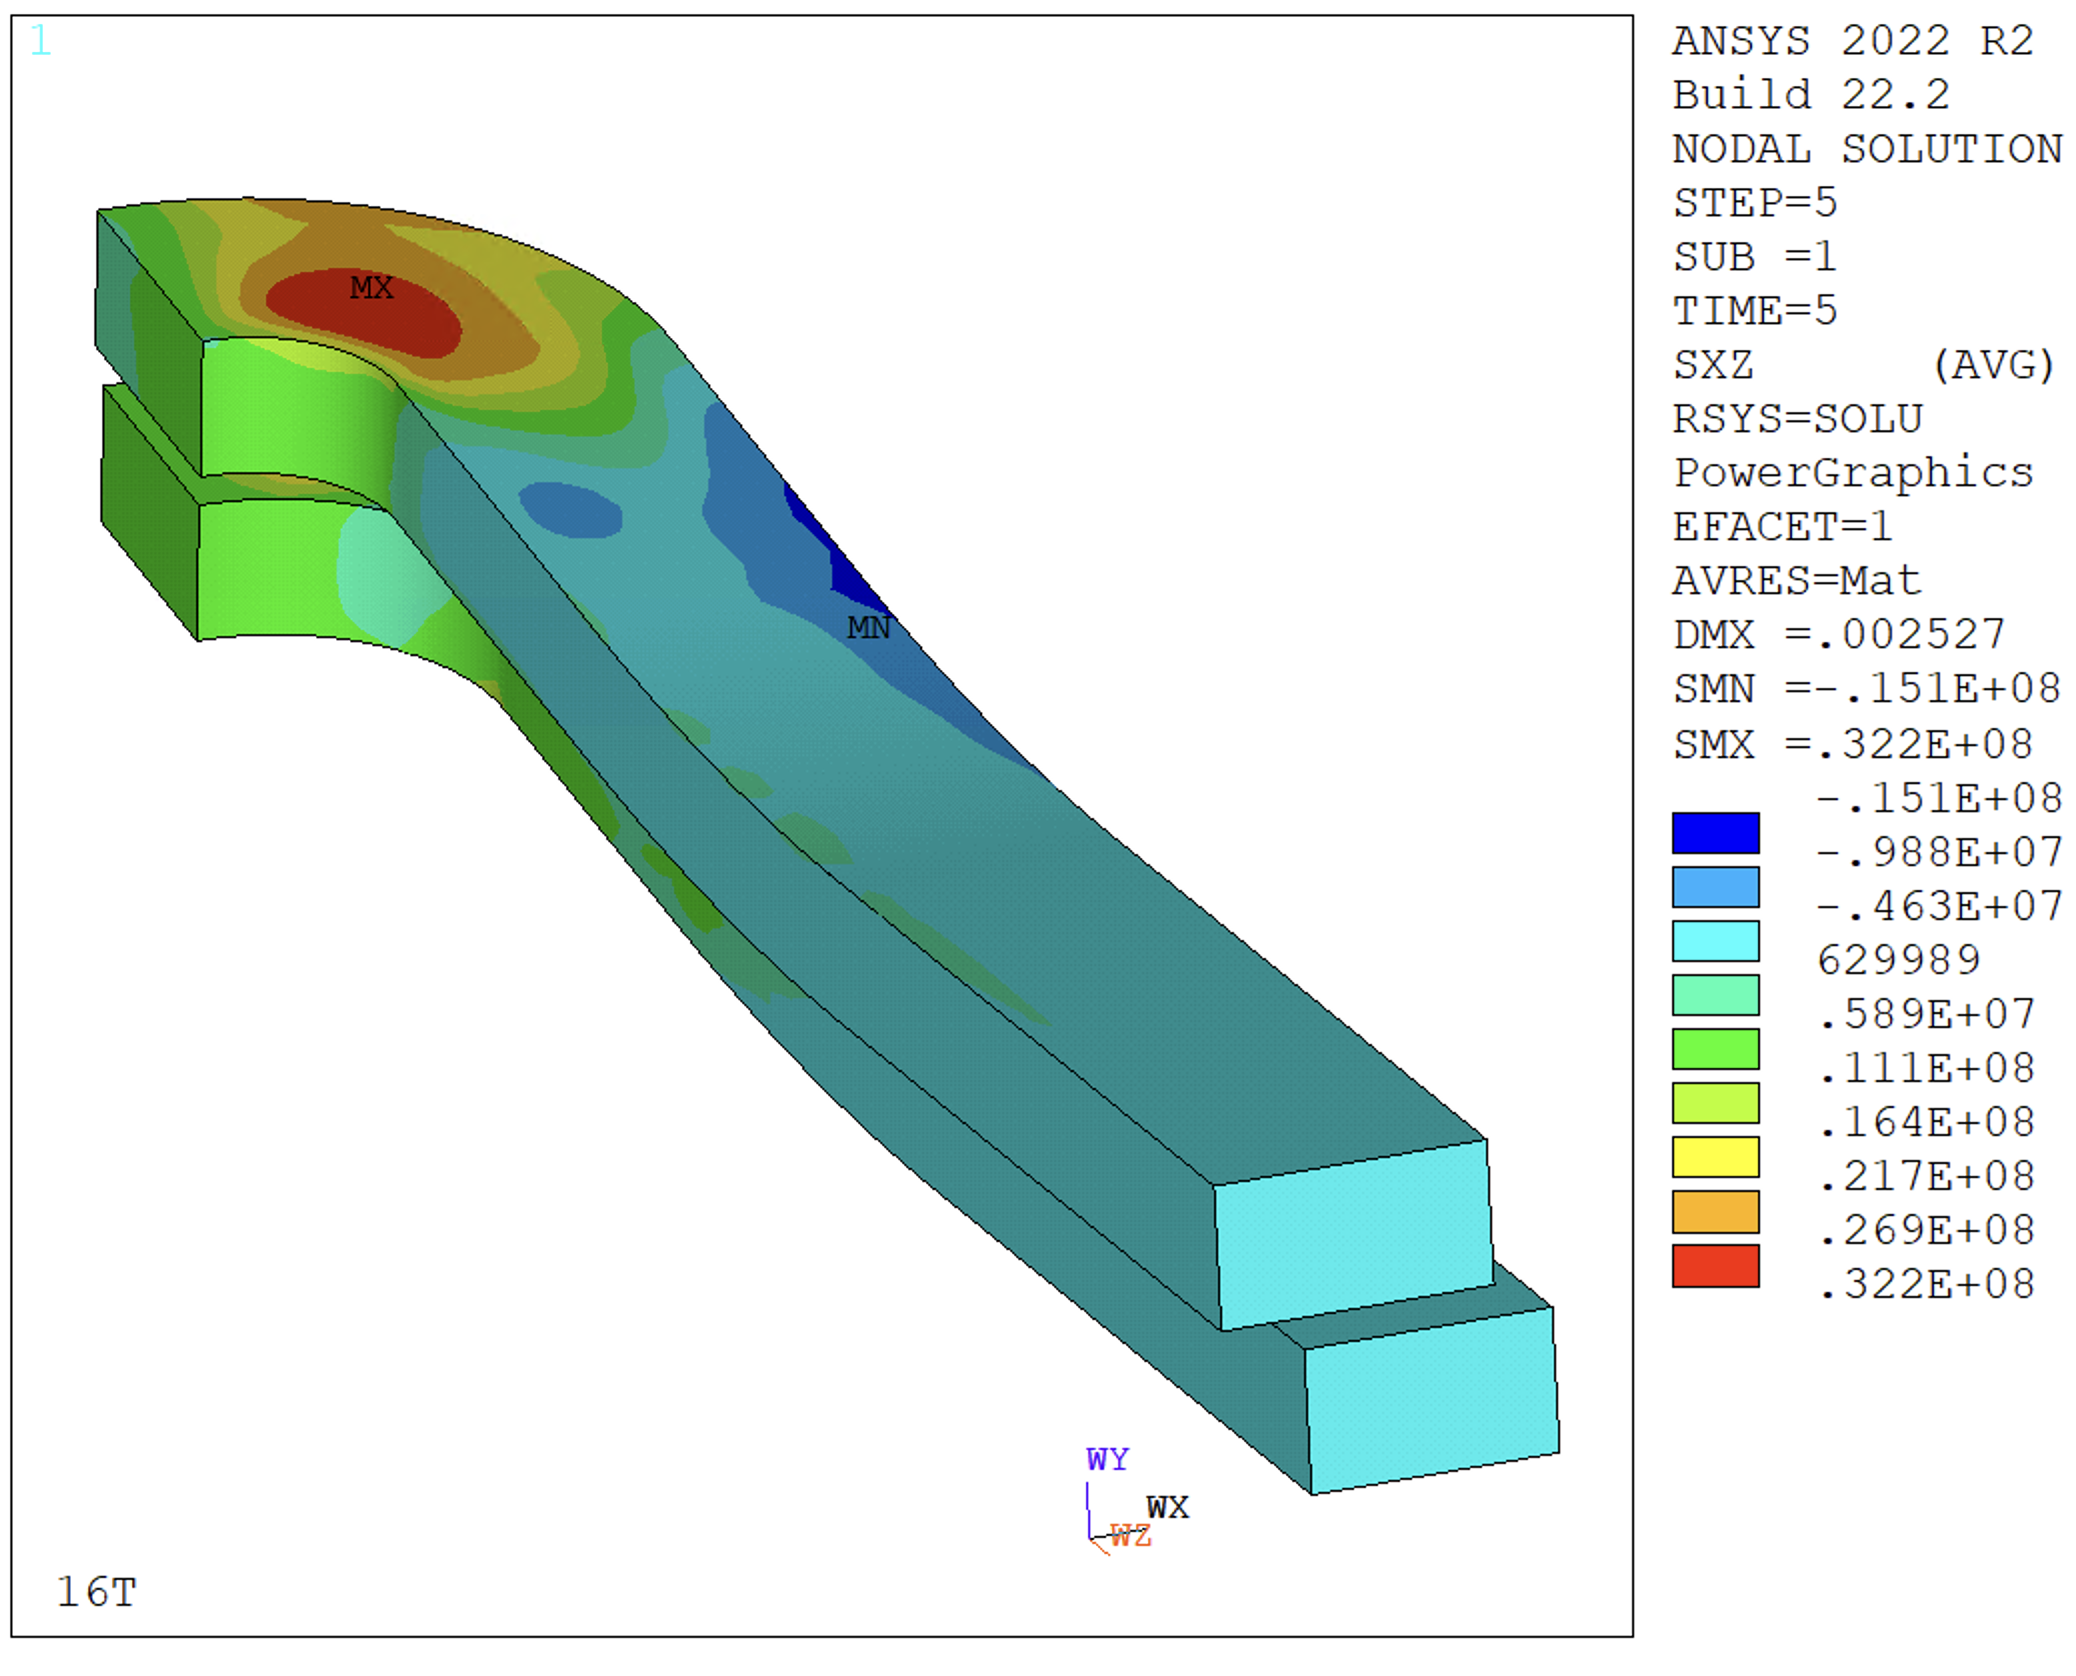 1
ANSYS 2022 R2
Build 22.2
NODAL SOLUTION
STEP=5
SUB =1
TIME=5
SXZ (AVG)
RSYS=SOLU
PowerGraphics
EFACET=1
AVRES=Mat
DMX =.002527
SMN =-.151E+08
SMX =.322E+08
-.151E+08
-.988E+07
-.463E+07
629989
.589E+07
.111E+08
.164E+08
.217E+08
.269E+08
.322E+08
MX
MN
WY
WX
WZ
16T